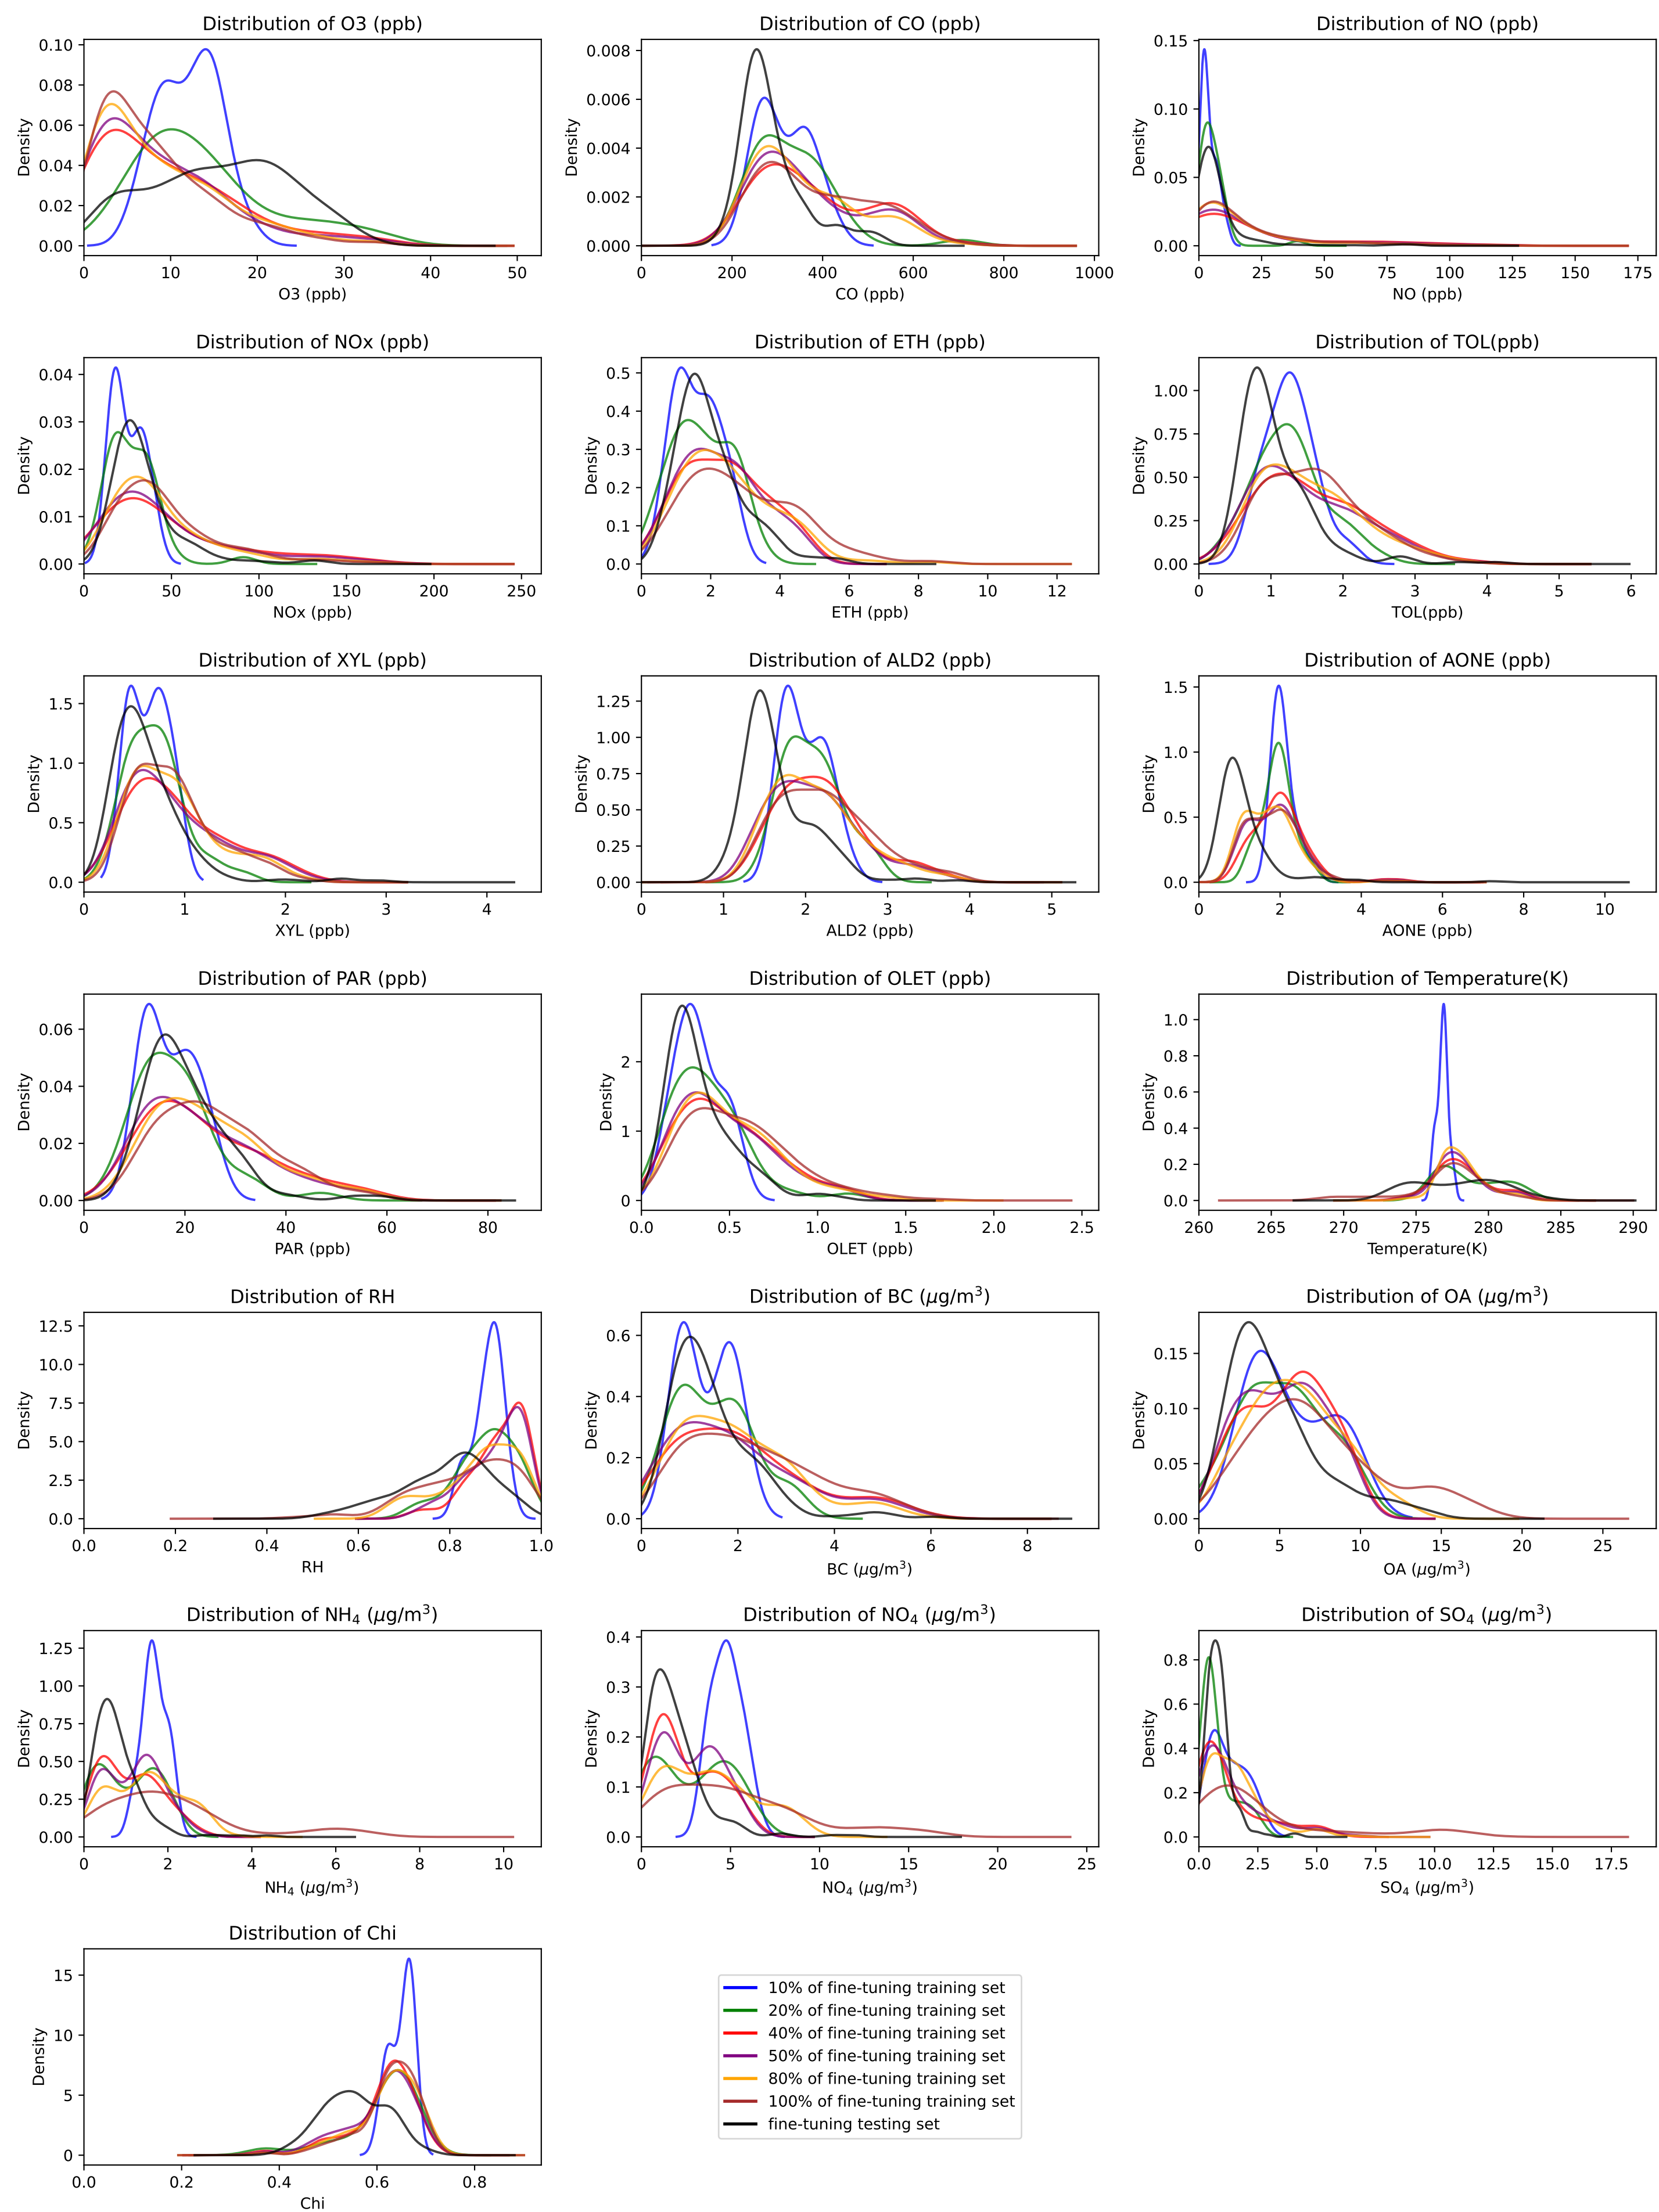 Distribution of O3 (ppb)
Density
0.10
0.08
0.06
0.04
0.02
0.00
0 10 20 30 40 50
O3 (ppb)
Distribution of CO (ppb)
Density
0.008
0.006
0.004
0.002
0.000
0 200 400 600 800 1000
CO (ppb)
Distribution of NO (ppb)
Density
0.15
0.10
0.05
0.00
0 25 50 75 100 125 150 175
NO (ppb)
Distribution of NOx (ppb)
Density
0.04
0.03
0.02
0.01
0.00
0 50 100 150 200 250
NOx (ppb)
Distribution of ETH (ppb)
Density
0.5
0.4
0.3
0.2
0.1
0.0
0 2 4 6 8 10 12
ETH (ppb)
Distribution of TOL(ppb)
Density
1.00
0.75
0.50
0.25
0.00
0 1 2 3 4 5 6
TOL(ppb)
Distribution of XYL (ppb)
Density
1.5
1.0
0.5
0.0
0 1 2 3 4
XYL (ppb)
Distribution of ALD2 (ppb)
Density
1.25
1.00
0.75
0.50
0.25
0.00
0 1 2 3 4 5
ALD2 (ppb)
Distribution of AONE (ppb)
Density
1.5
1.0
0.5
0.0
0 2 4 6 8 10
AONE (ppb)
Distribution of PAR (ppb)
Density
0.06
0.04
0.02
0.00
0 20 40 60 80
PAR (ppb)
Distribution of OLET (ppb)
Density
2
1
0
0.0 0.5 1.0 1.5 2.0 2.5
OLET (ppb)
Distribution of Temperature(K)
Density
1.0
0.8
0.6
0.4
0.2
0.0
260 265 270 275 280 285 290
Temperature(K)
Distribution of RH
Density
12.5
10.0
7.5
5.0
2.5
0.0
0.0 0.2 0.4 0.6 0.8 1.0
RH
Distribution of BC (μg/m³)
Density
0.6
0.4
0.2
0.0
0 2 4 6 8
BC (μg/m³)
Distribution of OA (μg/m³)
Density
0.15
0.10
0.05
0.00
0 5 10 15 20 25
OA (μg/m³)
Distribution of NH₄ (μg/m³)
Density
1.25
1.00
0.75
0.50
0.25
0.00
0 2 4 6 8 10
NH₄ (μg/m³)
Distribution of NO₄ (μg/m³)
Density
0.4
0.3
0.2
0.1
0.0
0 5 10 15 20 25
NO₄ (μg/m³)
Distribution of SO₄ (μg/m³)
Density
0.8
0.6
0.4
0.2
0.0
0.0 2.5 5.0 7.5 10.0 12.5 15.0 17.5
SO₄ (μg/m³)
Distribution of Chi
Density
15
10
5
0
0.0 0.2 0.4 0.6 0.8
Chi
10% of fine-tuning training set
20% of fine-tuning training set
40% of fine-tuning training set
50% of fine-tuning training set
80% of fine-tuning training set
100% of fine-tuning training set
fine-tuning testing set